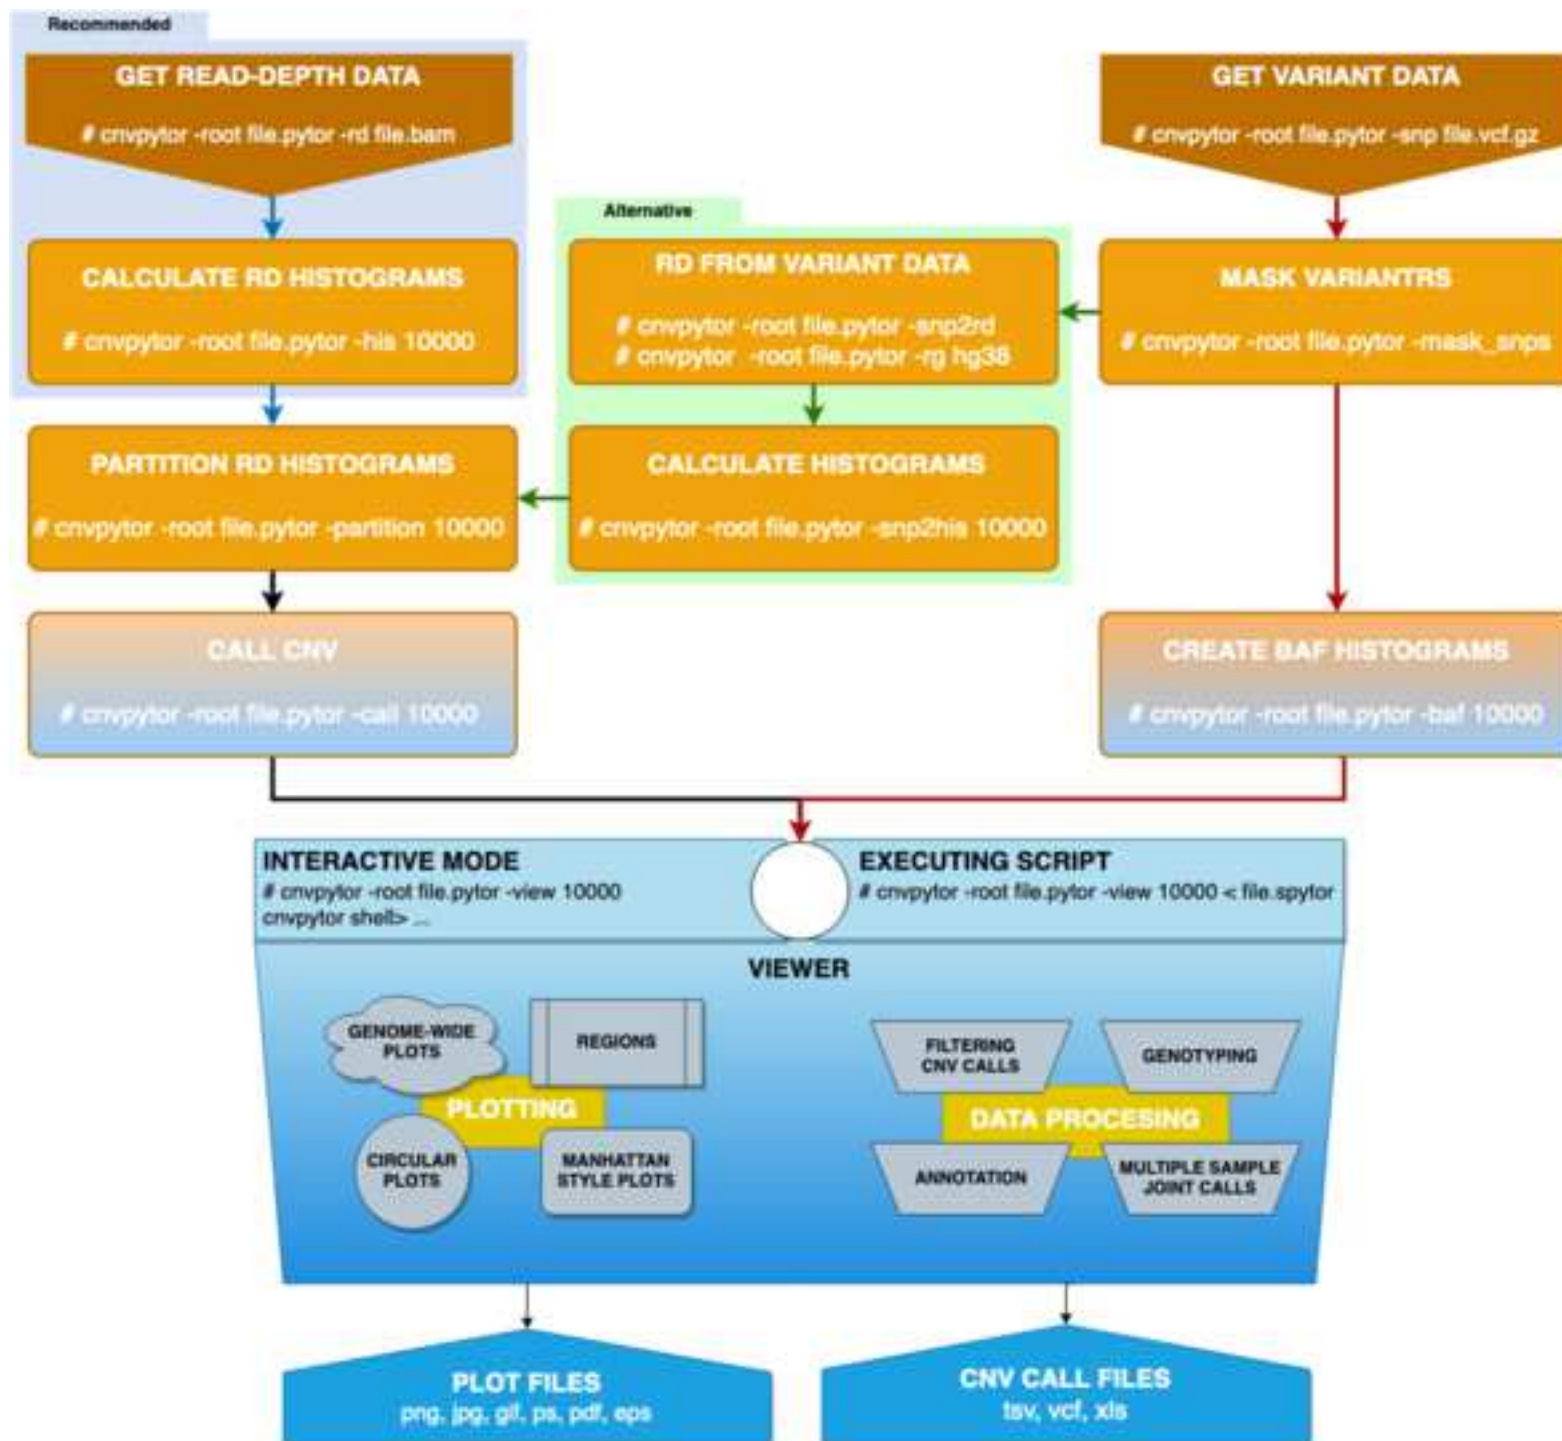 Recommended
GET READ-DEPTH DATA
# cnvpytor -root file.pytor -rd file.bam
GET VARIANT DATA
# cnvpytor -root file.pytor -snp file.vcf.gz
CALCULATE RD HISTOGRAMS
# cnvpytor -root file.pytor -his 10000
Alternative
RD FROM VARIANT DATA
# cnvpytor -root file.pytor -snp2rd
# cnvpytor -root file.pytor -rg hg38
MASK VARIANTRS
# cnvpytor -root file.pytor -mask_snps
PARTITION RD HISTOGRAMS
# cnvpytor -root file.pytor -partition 10000
CALCULATE HISTOGRAMS
# cnvpytor -root file.pytor -snp2his 10000
CALL CNV
# cnvpytor -root file.pytor -call 10000
CREATE BAF HISTOGRAMS
# cnvpytor -root file.pytor -baf 10000
INTERACTIVE MODE
# cnvpytor -root file.pytor -view 10000
cnvpytor shell> ...
EXECUTING SCRIPT
# cnvpytor -root file.pytor -view 10000 < file.spytor
VIEWER
GENOME-WIDE
PLOTS
REGIONS
PLOTTING
CIRCULAR
PLOTS
MANHATTAN
STYLE PLOTS
FILTERING
CNV CALLS
GENOTYPING
DATA PROCESING
ANNOTATION
MULTIPLE SAMPLE
JOINT CALLS
PLOT FILES
png, jpg, gif, ps, pdf, eps
CNV CALL FILES
tsv, vcf, xls